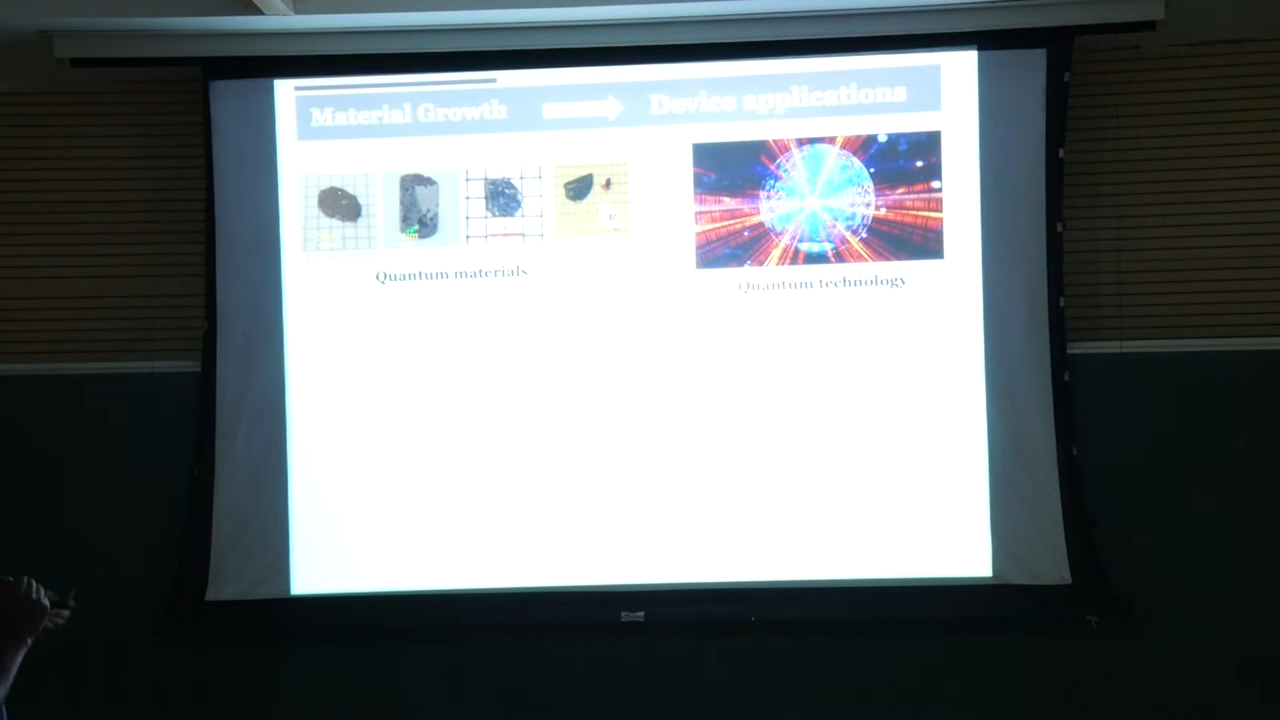 Material Growth Device applications
Quantum materials
Quantum technology